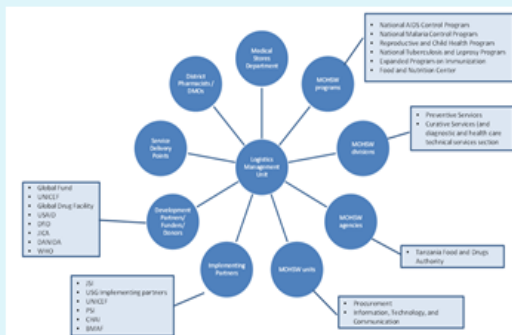 Medical
Stores
Department
MOHSW
programs
National AIDS Control Program
National Malaria Control Program
Reproductive and Child Health Program
National Tuberculosis and Leprosy Program
Expanded Program on Immunization
Food and Nutrition Center
District
Pharmacists /
DMOs
Service
Delivery
Points
Logistics
Management
Unit
MOHSW
divisions
Preventive Services
Curative Services (and
diagnostic and health care
technical services section
Development
Partners/
Funders/
Donors
Global Fund
UNICEF
Global Drug Facility
USAID
DFID
JICA
DANIDA
WHO
MOHSW
agencies
Tanzania Food and Drugs
Authority
Implementing
Partners
JSI
USG Implementing partners
UNICEF
PSI
CHAI
BMAF
MOHSW units
Procurement
Information, Technology, and
Communication